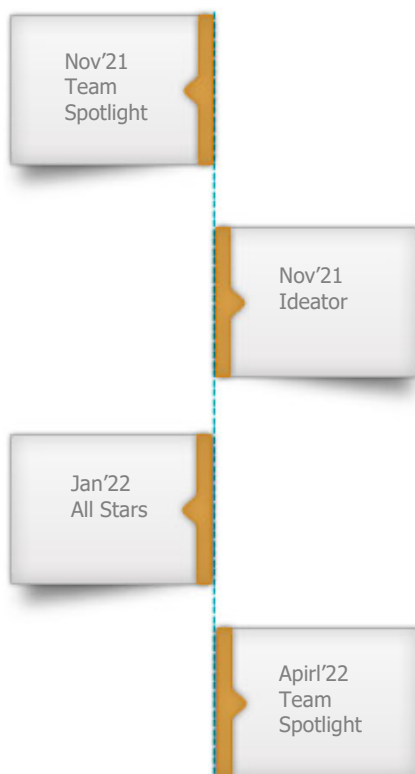 Nov’21
Team
Spotlight
Nov’21
Ideator
Jan’22
All Stars
Apirl’22
Team
Spotlight